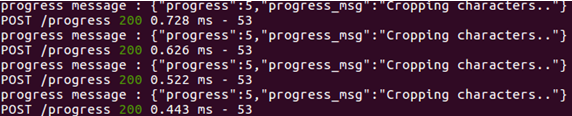 progress message : {"progress":5,"progress_msg":"Cropping characters.."}
POST /progress 200 0.728 ms - 53
progress message : {"progress":5,"progress_msg":"Cropping characters.."}
POST /progress 200 0.626 ms - 53
progress message : {"progress":5,"progress_msg":"Cropping characters.."}
POST /progress 200 0.522 ms - 53
progress message : {"progress":5,"progress_msg":"Cropping characters.."}
POST /progress 200 0.443 ms - 53